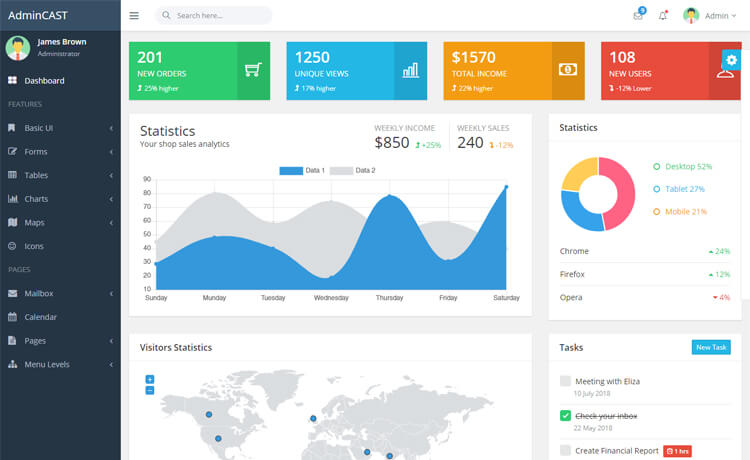 AdminCAST
Search here...
9
Admin
James Brown
Administrator
Dashboard
FEATURES
Basic UI
Forms
Tables
Charts
Maps
Icons
PAGES
Mailbox
Calendar
Pages
Menu Levels
201
NEW ORDERS
25% higher
1250
UNIQUE VIEWS
17% higher
$1570
TOTAL INCOME
22% higher
108
NEW USERS
-12% Lower
Statistics
Your shop sales analytics
WEEKLY INCOME
$850 +25%
WEEKLY SALES
240 -12%
Data 1 Data 2
90
80
70
60
50
40
30
20
10
Sunday Monday Tuesday Wednesday Thursday Friday Saturday
Statistics
Desktop 52%
Tablet 27%
Mobile 21%
Chrome 24%
Firefox 12%
Opera 4%
Visitors Statistics
+
−
Tasks
New Task
Meeting with Eliza
10 July 2018
Check your inbox
22 May 2018
Create Financial Report 1 hrs